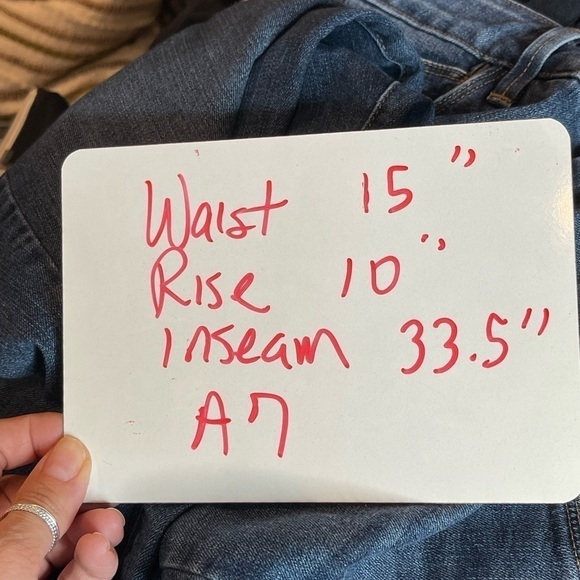 Waist 15"
Rise 10"
Inseam 33.5"
A7